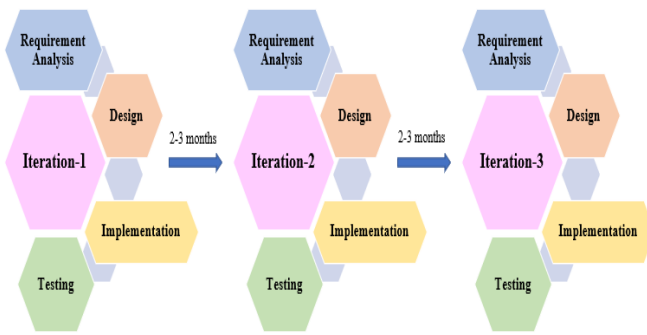 Requirement
Analysis
Design
Iteration-1
Implementation
Testing
2-3 months
Requirement
Analysis
Design
Iteration-2
Implementation
Testing
2-3 months
Requirement
Analysis
Design
Iteration-3
Implementation
Testing